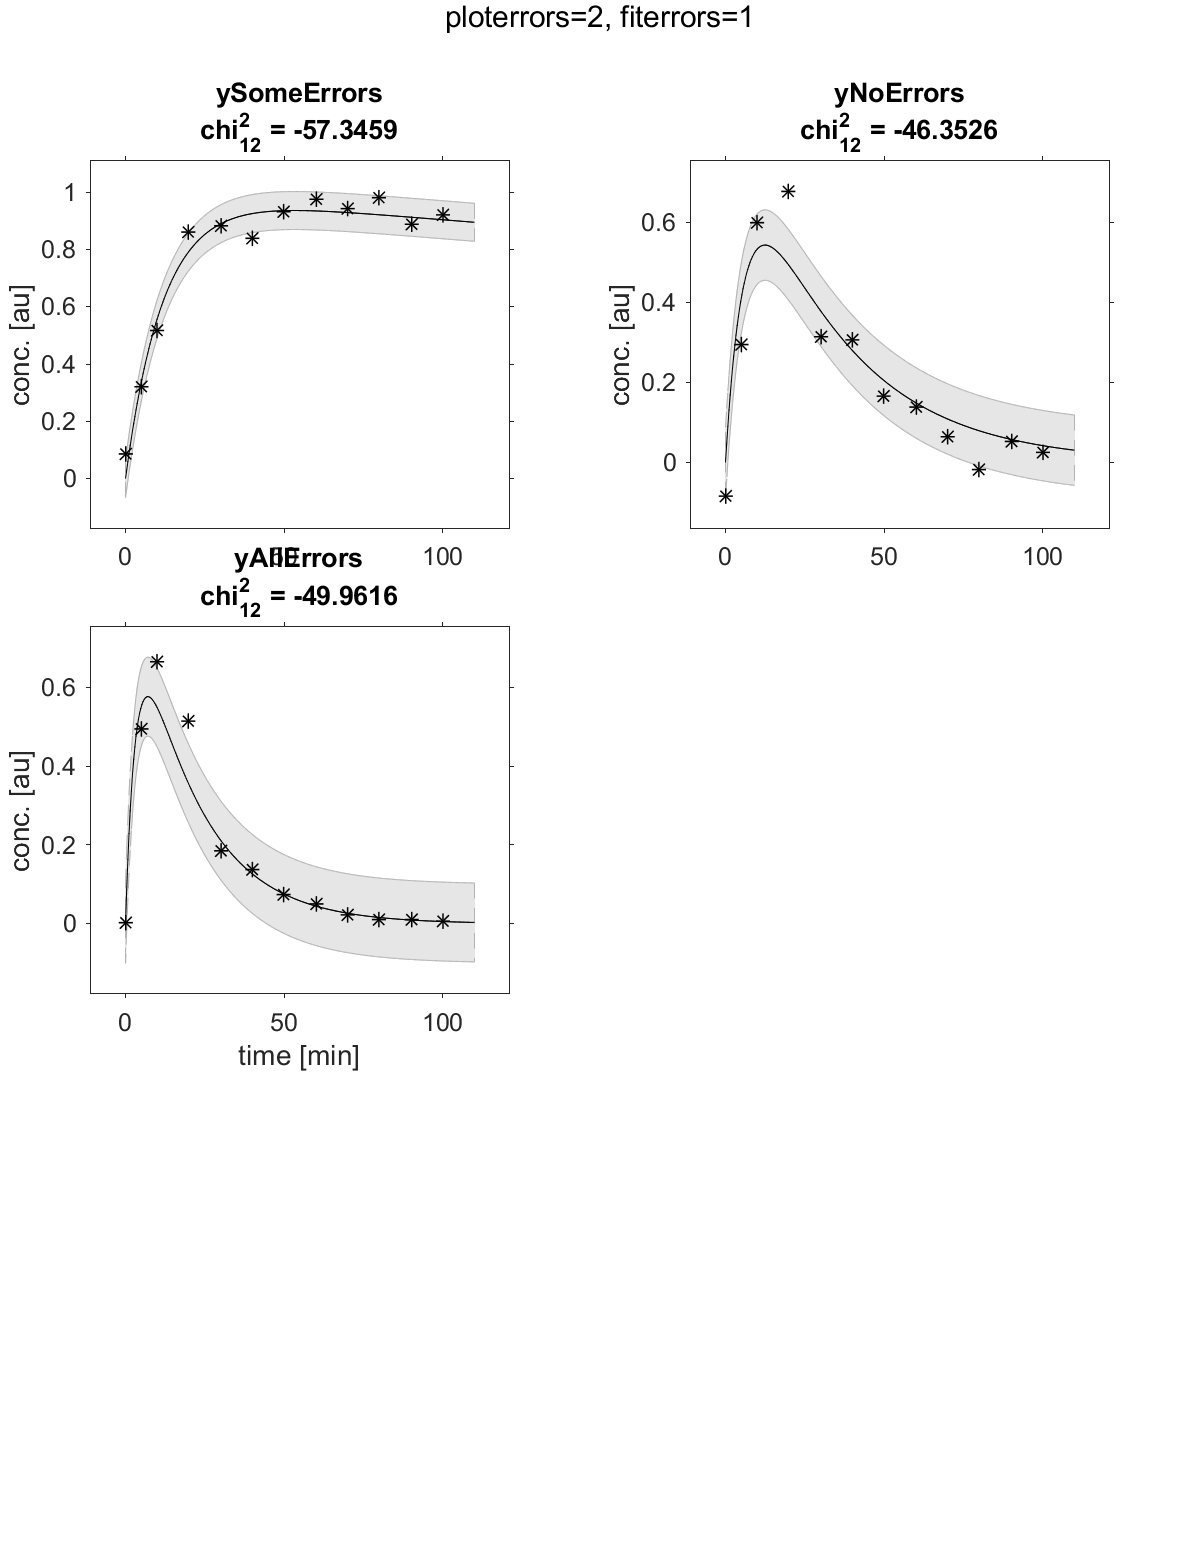 ploterrors=2, fiterrors=1
ySomeErrors
chi²₁₂ = -57.3459
1
0.8
0.6
0.4
0.2
0
conc. [au]
0 50 100
yNoErrors
chi²₁₂ = -46.3526
0.6
0.4
0.2
0
conc. [au]
0 50 100
yAllErrors
chi²₁₂ = -49.9616
0.6
0.4
0.2
0
conc. [au]
0 50 100
time [min]